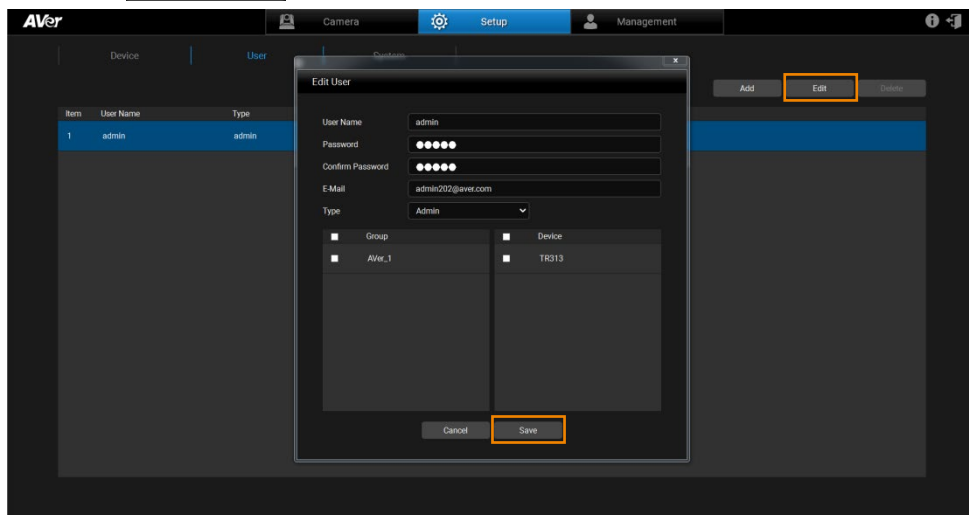 AVer Camera Setup Management
Device User System
Edit User
Add Edit Delete
Item User Name Type
1 admin admin
User Name admin
Password ●●●●●
Confirm Password ●●●●●
E-Mail admin202@aver.com
Type Admin
Group Device
AVer_1 TR313
Cancel Save